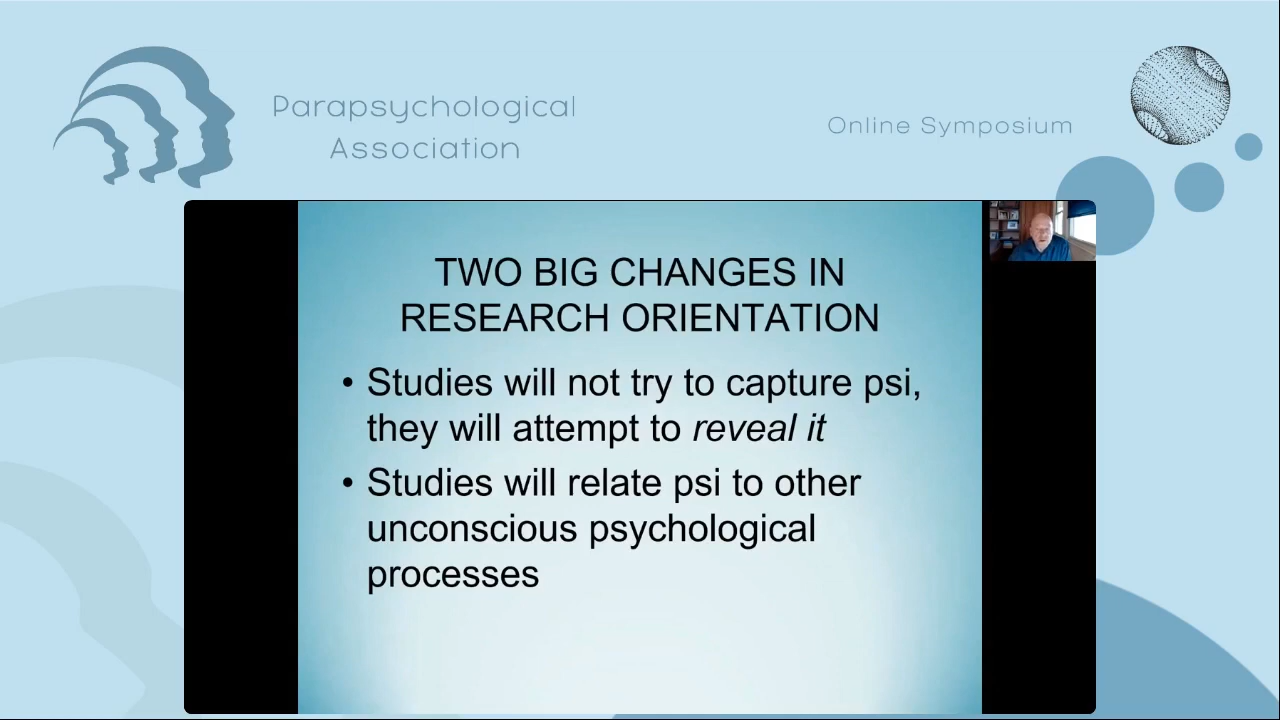 Parapsychological
Association
Online Symposium
TWO BIG CHANGES IN
RESEARCH ORIENTATION
• Studies will not try to capture psi,
they will attempt to reveal it
• Studies will relate psi to other
unconscious psychological
processes